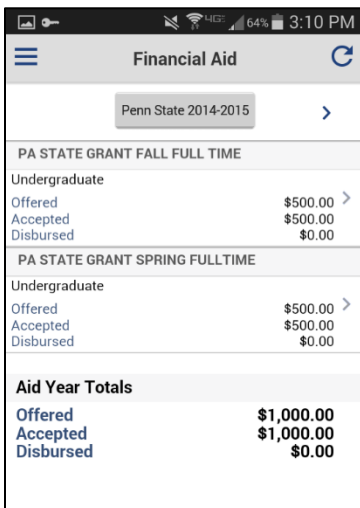 4G 64% 3:10 PM
Financial Aid
Penn State 2014-2015
PA STATE GRANT FALL FULL TIME
Undergraduate
Offered $500.00
Accepted $500.00
Disbursed $0.00
PA STATE GRANT SPRING FULLTIME
Undergraduate
Offered $500.00
Accepted $500.00
Disbursed $0.00
Aid Year Totals
Offered $1,000.00
Accepted $1,000.00
Disbursed $0.00